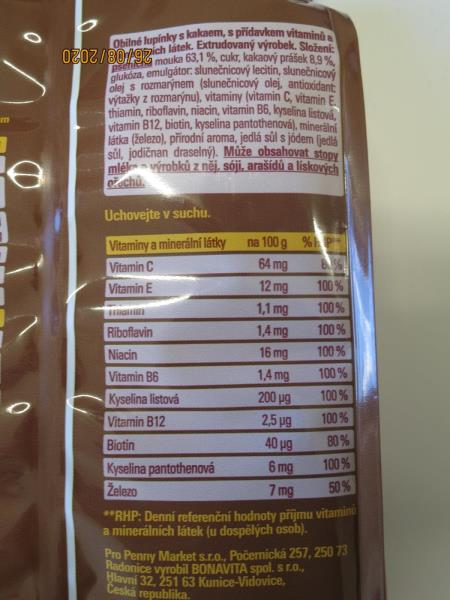 Obilné lupínky s kakaem, s přídavkem vitaminů a
látek. Extrudovaný výrobek. Složení:
26/08/2020
mouka 63,1 %, cukr, kakaový prášek 8,9 %,
glukóza, emulgátor: slunečnicový lecitin, slunečnicový
olej s rozmarýnem (slunečnicový olej, antioxidant:
výtažky z rozmarýnu), vitaminy (vitamin C, vitamin E,
thiamin, riboflavin, niacin, vitamin B6, kyselina listová,
vitamin B12, biotin, kyselina pantothenová), minerální
látka (železo), přírodní aroma, jedlá sůl s jódem (jedlá
sůl, jodičnan draselný). Může obsahovat stopy
výrobků z něj, sóji, arašídů a lískových
ořechů.
Uchovejte v suchu.
Vitaminy a minerální látky na 100 g %
Vitamin C 64 mg
Vitamin E 12 mg 100 %
Thiamin 1,1 mg 100 %
Riboflavin 1,4 mg 100 %
Niacin 16 mg 100 %
Vitamin B6 1,4 mg 100 %
Kyselina listová 200 µg 100 %
Vitamin B12 2,5 µg 100 %
Biotin 40 µg 80 %
Kyselina pantothenová 6 mg 100 %
Železo 7 mg 50 %
**RHP: Denní referenční hodnoty příjmu vitaminů
a minerálních látek (u dospělých osob).
Pro Penny Market s.r.o., Počernická 257, 250 73
Radonice vyrobil BONAVITA spol. s r.o.,
Hlavní 32, 251 63 Kunice-Vidovice,
Česká republika.